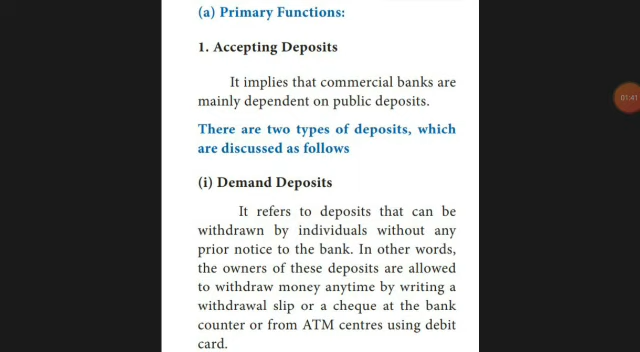 (a) Primary Functions:
1. Accepting Deposits
It implies that commercial banks are
mainly dependent on public deposits.
There are two types of deposits, which
are discussed as follows
(i) Demand Deposits
It refers to deposits that can be
withdrawn by individuals without any
prior notice to the bank. In other words,
the owners of these deposits are allowed
to withdraw money anytime by writing a
withdrawal slip or a cheque at the bank
counter or from ATM centres using debit
card.
01:41